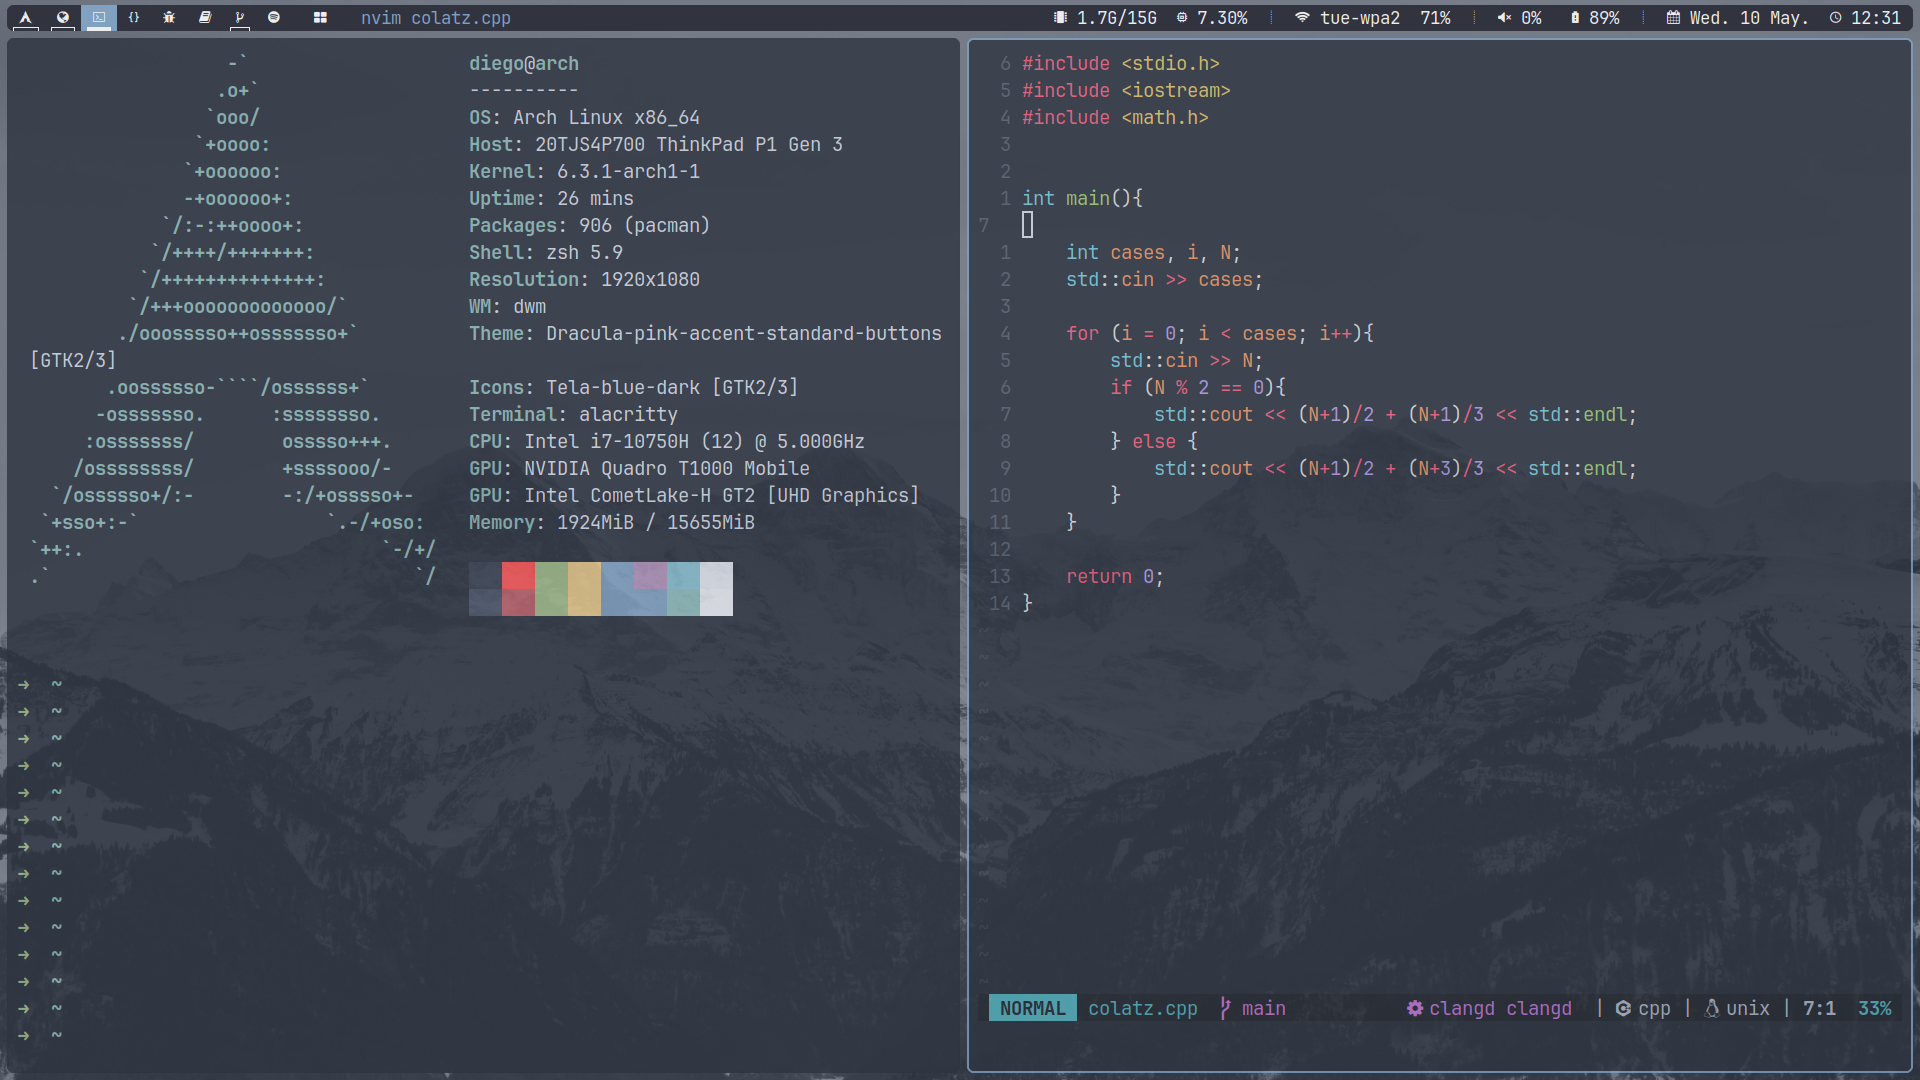 {} nvim colatz.cpp 1.7G/15G 7.30% tue-wpa2 71% 0% 89% Wed. 10 May. 12:31
                  -`
                 .o+`
                `ooo/
               `+oooo:
              `+oooooo:
              -+oooooo+:
            `/:-:++oooo+:
           `/++++/+++++++:
          `/++++++++++++++:
         `/+++ooooooooooooo/`
        ./ooosssso++osssssso+`
diego@arch
----------
OS: Arch Linux x86_64
Host: 20TJS4P700 ThinkPad P1 Gen 3
Kernel: 6.3.1-arch1-1
Uptime: 26 mins
Packages: 906 (pacman)
Shell: zsh 5.9
Resolution: 1920x1080
WM: dwm
Theme: Dracula-pink-accent-standard-buttons
[GTK2/3]
       .oossssso-````/ossssss+`
      -osssssso.      :ssssssso.
     :osssssss/        osssso+++.
    /ossssssss/        +ssssooo/-
  `/ossssso+/:-        -:/+osssso+-
 `+sso+:-`                 `.-/+oso:
`++:.                           `-/+/
.`                                 `/
Icons: Tela-blue-dark [GTK2/3]
Terminal: alacritty
CPU: Intel i7-10750H (12) @ 5.000GHz
GPU: NVIDIA Quadro T1000 Mobile
GPU: Intel CometLake-H GT2 [UHD Graphics]
Memory: 1924MiB / 15655MiB
→ ~
→ ~
→ ~
→ ~
→ ~
→ ~
→ ~
→ ~
→ ~
→ ~
→ ~
→ ~
→ ~
→ ~
6 #include <stdio.h>
5 #include <iostream>
4 #include <math.h>
3
2
1 int main(){
7
1     int cases, i, N;
2     std::cin >> cases;
3
4     for (i = 0; i < cases; i++){
5         std::cin >> N;
6         if (N % 2 == 0){
7             std::cout << (N+1)/2 + (N+1)/3 << std::endl;
8         } else {
9             std::cout << (N+1)/2 + (N+3)/3 << std::endl;
10         }
11     }
12
13     return 0;
14 }
~
~
~
~
~
~
~
~
~
~
~
~
~
~
NORMAL colatz.cpp main clangd clangd | cpp | unix | 7:1 33%